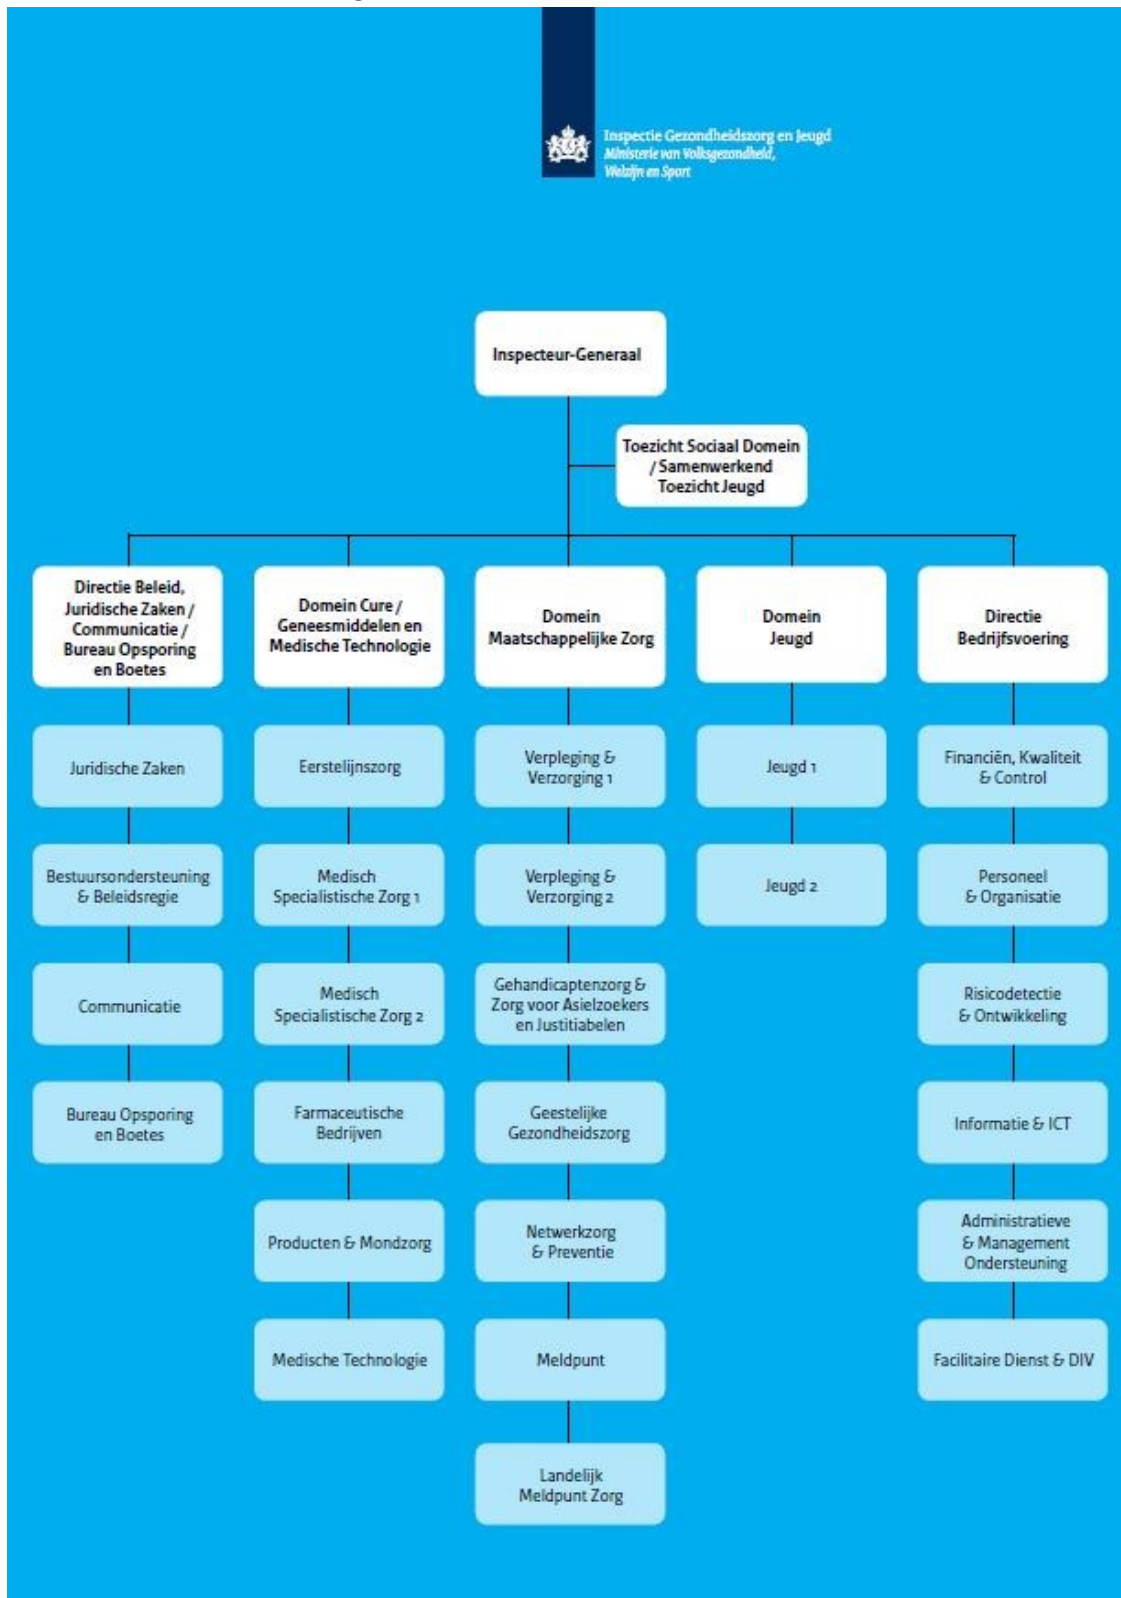 Inspectie Gezondheidszorg en Jeugd
Ministerie van Volksgezondheid,
Welzijn en Sport
Inspecteur-Generaal
Toezicht Sociaal Domein
/ Samenwerkend
Toezicht Jeugd
Directie Beleid,
Juridische Zaken /
Communicatie /
Bureau Opsporing
en Boetes
Juridische Zaken
Bestuursondersteuning
& Beleidsregie
Communicatie
Bureau Opsporing
en Boetes
Domein Cure /
Geneesmiddelen en
Medische Technologie
Eerstelijnszorg
Medisch
Specialistische Zorg 1
Medisch
Specialistische Zorg 2
Farmaceutische
Bedrijven
Producten & Mondzorg
Medische Technologie
Domein
Maatschappelijke Zorg
Verpleging &
Verzorging 1
Verpleging &
Verzorging 2
Gehandicaptenzorg &
Zorg voor Asielzoekers
en Justitiabelen
Geestelijke
Gezondheidszorg
Netwerkzorg
& Preventie
Meldpunt
Landelijk
Meldpunt Zorg
Domein
Jeugd
Jeugd 1
Jeugd 2
Directie
Bedrijfsvoering
Financiën, Kwaliteit
& Control
Personeel
& Organisatie
Risicodetectie
& Ontwikkeling
Informatie & ICT
Administratieve
& Management
Ondersteuning
Facilitaire Dienst & DIV